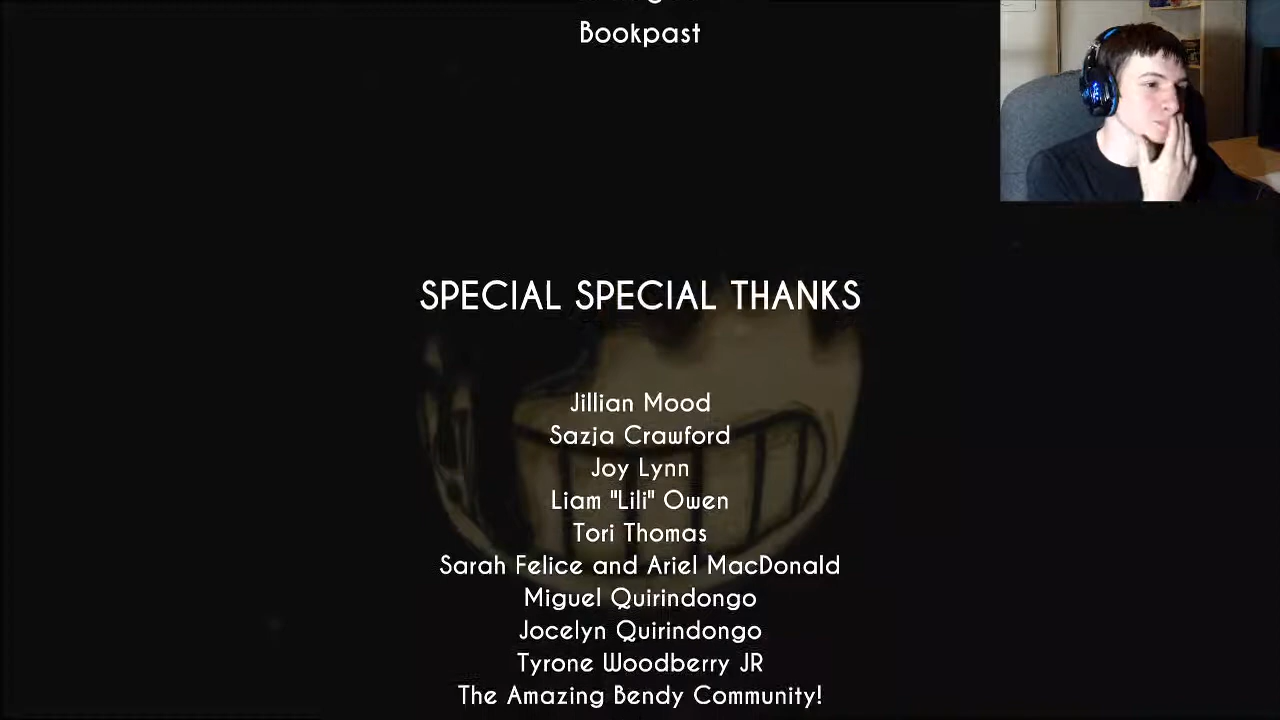 Bookpast
SPECIAL SPECIAL THANKS
Jillian Mood
Sazja Crawford
Joy Lynn
Liam "Lili" Owen
Tori Thomas
Sarah Felice and Ariel MacDonald
Miguel Quirindongo
Jocelyn Quirindongo
Tyrone Woodberry JR
The Amazing Bendy Community!